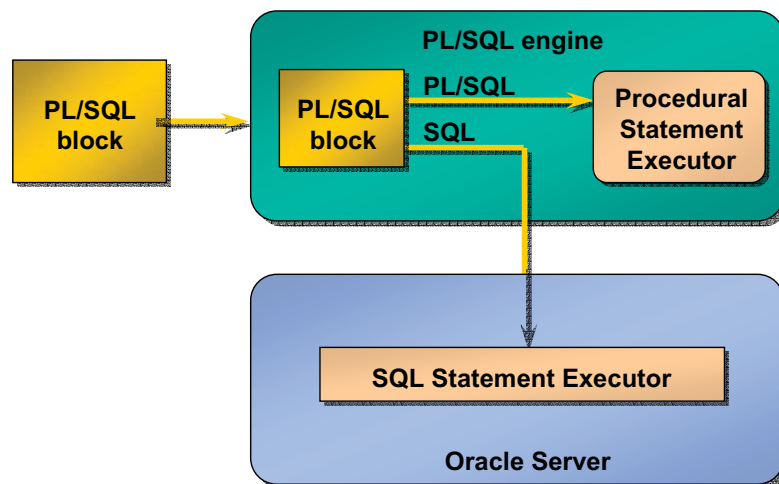 PL/SQL engine
PL/SQL
block
PL/SQL
block
PL/SQL
SQL
Procedural
Statement
Executor
SQL Statement Executor
Oracle Server